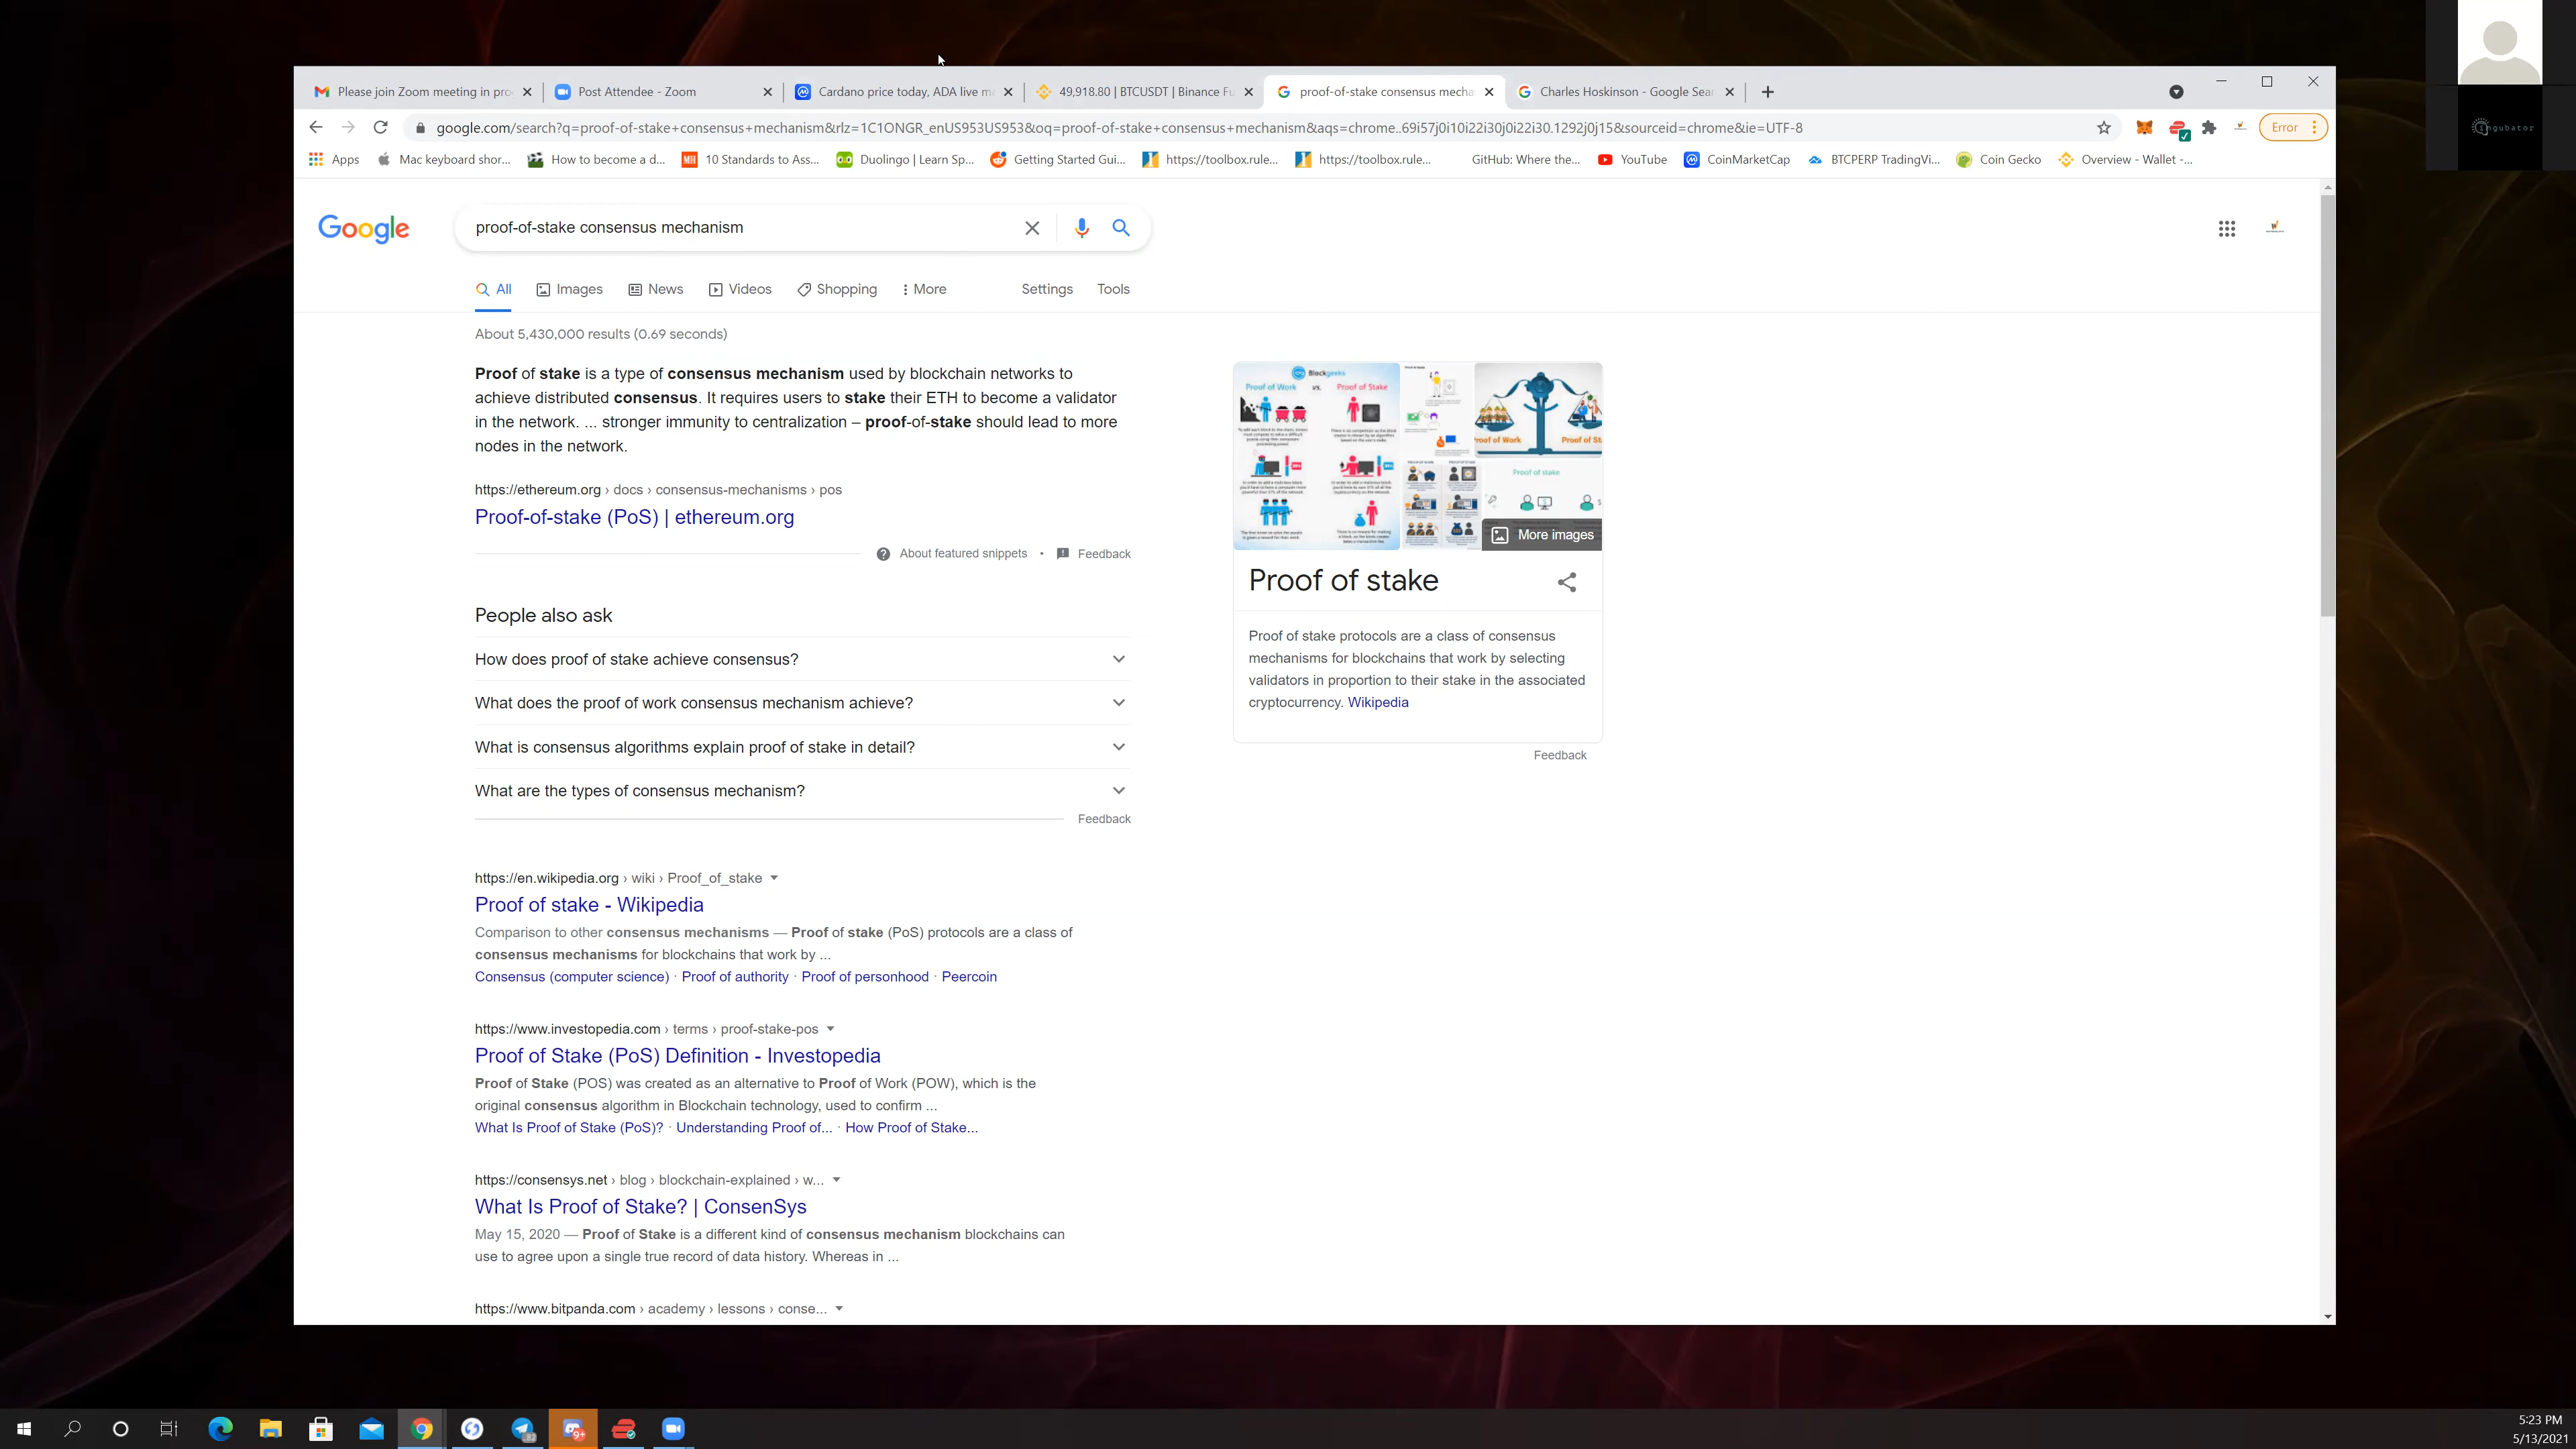 Please join Zoom meeting in pro
Post Attendee - Zoom
Cardano price today, ADA live m
49,918.80 | BTCUSDT | Binance Fu
proof-of-stake consensus mecha
Charles Hoskinson - Google Sear
google.com/search?q=proof-of-stake+consensus+mechanism&rlz=1C1ONGR_enUS953US953&oq=proof-of-stake+consensus+mechanism&aqs=chrome..69i57j0i10i22i30j0i22i30.1292j0j15&sourceid=chrome&ie=UTF-8
Error
Apps
Mac keyboard shor...
How to become a d...
10 Standards to Ass...
Duolingo | Learn Sp...
Getting Started Gui...
https://toolbox.rule...
https://toolbox.rule...
GitHub: Where the...
YouTube
CoinMarketCap
BTCPERP TradingVi...
Coin Gecko
Overview - Wallet -...
ingubator
Google
proof-of-stake consensus mechanism
All
Images
News
Videos
Shopping
More
Settings
Tools
About 5,430,000 results (0.69 seconds)
Proof of stake is a type of consensus mechanism used by blockchain networks to
achieve distributed consensus. It requires users to stake their ETH to become a validator
in the network. ... stronger immunity to centralization – proof-of-stake should lead to more
nodes in the network.
https://ethereum.org › docs › consensus-mechanisms › pos
Proof-of-stake (PoS) | ethereum.org
About featured snippets
Feedback
People also ask
How does proof of stake achieve consensus?
What does the proof of work consensus mechanism achieve?
What is consensus algorithms explain proof of stake in detail?
What are the types of consensus mechanism?
Feedback
https://en.wikipedia.org › wiki › Proof_of_stake
Proof of stake - Wikipedia
Comparison to other consensus mechanisms — Proof of stake (PoS) protocols are a class of
consensus mechanisms for blockchains that work by ...
Consensus (computer science) · Proof of authority · Proof of personhood · Peercoin
https://www.investopedia.com › terms › proof-stake-pos
Proof of Stake (PoS) Definition - Investopedia
Proof of Stake (POS) was created as an alternative to Proof of Work (POW), which is the
original consensus algorithm in Blockchain technology, used to confirm ...
What Is Proof of Stake (PoS)? · Understanding Proof of... · How Proof of Stake...
https://consensys.net › blog › blockchain-explained › w...
What Is Proof of Stake? | ConsenSys
May 15, 2020 — Proof of Stake is a different kind of consensus mechanism blockchains can
use to agree upon a single true record of data history. Whereas in ...
https://www.bitpanda.com › academy › lessons › conse...
Blockgeeks
Proof of Work vs. Proof of Stake
Proof of Work
Proof of St
Proof of stake
More images
Proof of stake
Proof of stake protocols are a class of consensus
mechanisms for blockchains that work by selecting
validators in proportion to their stake in the associated
cryptocurrency. Wikipedia
Feedback
9+
5:23 PM
5/13/2021